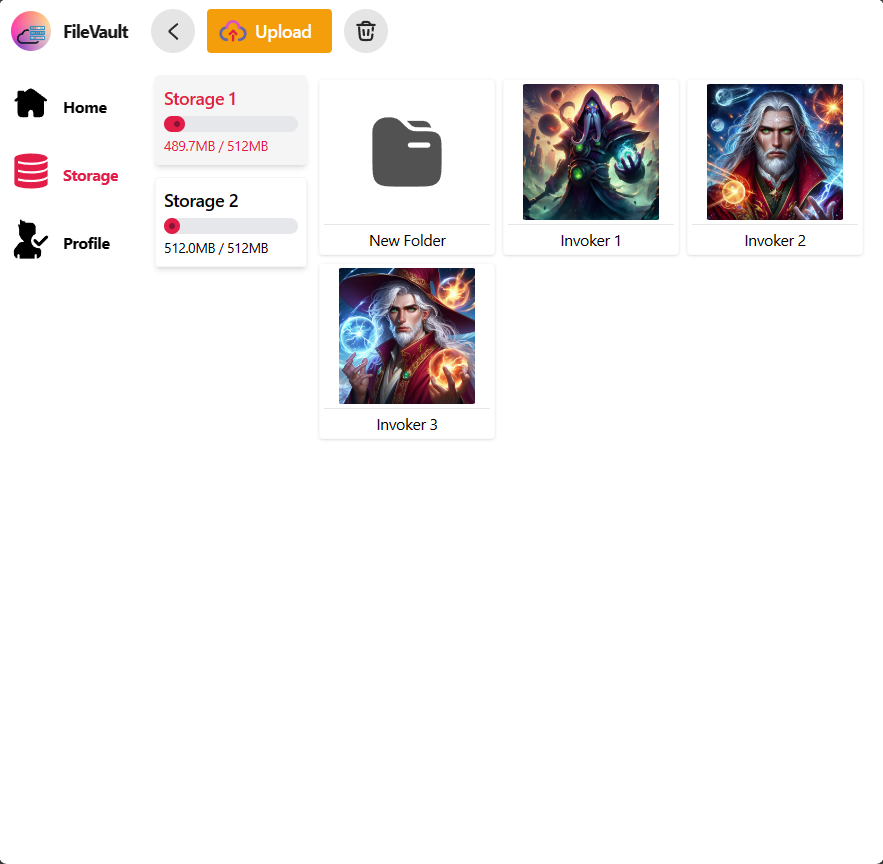 FileVault
Upload
Home
Storage
Profile
Storage 1
489.7MB / 512MB
Storage 2
512.0MB / 512MB
New Folder
Invoker 1
Invoker 2
Invoker 3